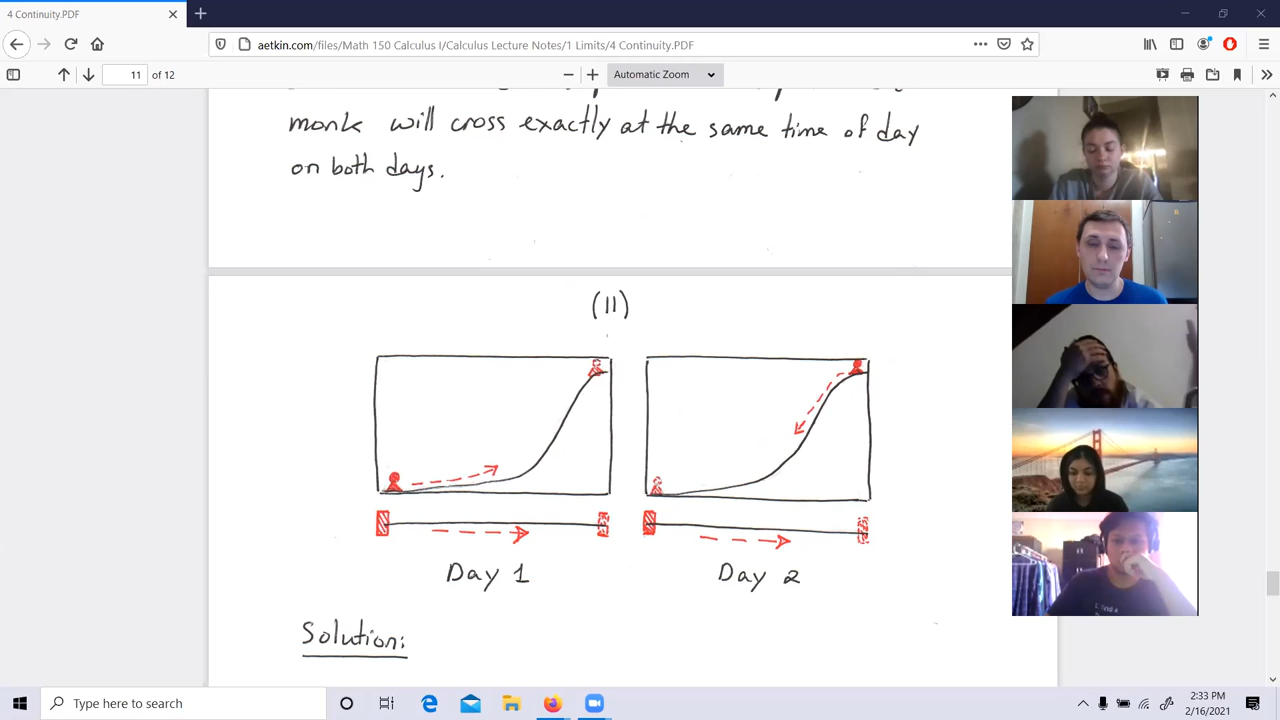 4 Continuity.PDF
aetkin.com/files/Math 150 Calculus I/Calculus Lecture Notes/1 Limits/4 Continuity.PDF
11 of 12
Automatic Zoom
monk will cross exactly at the same time of day
on both days.
(11)
Day 1
Day 2
Solution:
Type here to search
2:33 PM
2/16/2021